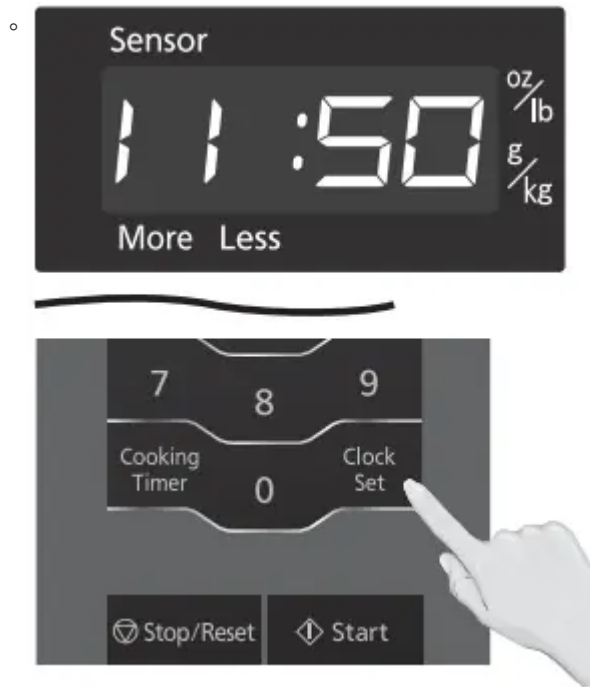 Sensor
11:50
oz/lb
g/kg
More Less
7 8 9
Cooking Timer 0 Clock Set
Stop/Reset Start